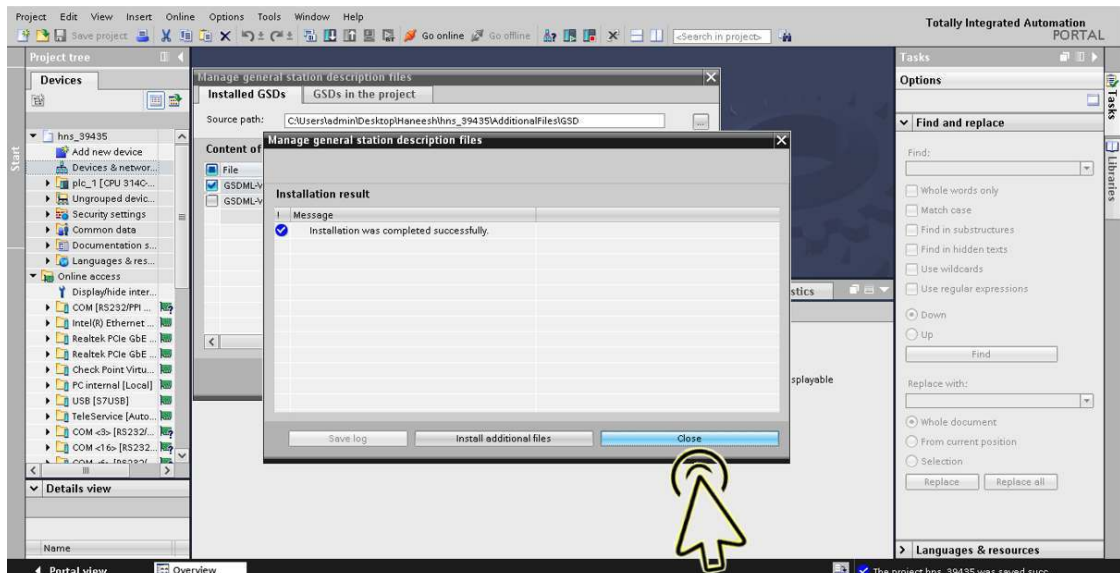 Project Edit View Insert Online Options Tools Window Help
Totally Integrated Automation
PORTAL
Save project Go online Go offline <Search in project>
Project tree
Devices
Start
hns_39435
Add new device
Devices & networ...
plc_1 [CPU 314C-...
Ungrouped devic...
Security settings
Common data
Documentation s...
Languages & res...
Online access
Display/hide inter...
COM [RS232/PPI ...
Intel(R) Ethernet ...
Realtek PCIe GbE ...
Realtek PCIe GbE ...
Check Point Virtu...
PC internal [Local]
USB [S7USB]
TeleService [Auto...
COM <3> [RS232/...
COM <16> [RS232...
Details view
Name
Manage general station description files
Installed GSDs GSDs in the project
Source path: C:\Users\admin\Desktop\Haneesh\hns_39435\AdditionalFiles\GSD
Content of
File
GSDML-V
GSDML-V
Manage general station description files
Installation result
! Message
Installation was completed successfully.
Save log Install additional files Close
stics
splayable
Tasks
Options
Find and replace
Find:
Whole words only
Match case
Find in substructures
Find in hidden texts
Use wildcards
Use regular expressions
Down
Up
Find
Replace with:
Whole document
From current position
Selection
Replace Replace all
Languages & resources
Tasks
Libraries
Portal view Overview
The project hns_39435 was saved succ...